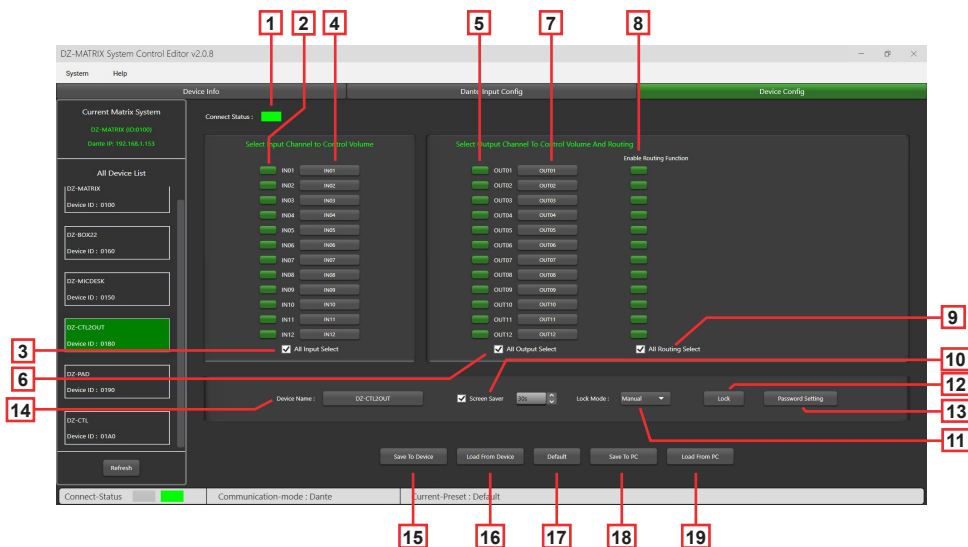 1 2 4 5 7 8
DZ-MATRIX System Control Editor v2.0.8
System Help
Device Info Dante Input Config Device Config
Current Matrix System
DZ-MATRIX (ID:0100)
Dante IP: 192.168.1.153
All Device List
DZ-MATRIX
Device ID : 0100
DZ-BOX22
Device ID : 0160
DZ-MICDESK
Device ID : 0150
DZ-CTL2OUT
Device ID : 0180
DZ-PAD
Device ID : 0190
DZ-CTL
Device ID : 01A0
Refresh
Connect Status :
Select Input Channel to Control Volume
IN01 IN01
IN02 IN02
IN03 IN03
IN04 IN04
IN05 IN05
IN06 IN06
IN07 IN07
IN08 IN08
IN09 IN09
IN10 IN10
IN11 IN11
IN12 IN12
All Input Select
Select Output Channel To Control Volume And Routing
Enable Routing Function
OUT01 OUT01
OUT02 OUT02
OUT03 OUT03
OUT04 OUT04
OUT05 OUT05
OUT06 OUT06
OUT07 OUT07
OUT08 OUT08
OUT09 OUT09
OUT10 OUT10
OUT11 OUT11
OUT12 OUT12
All Output Select All Routing Select
3
6
14
9
10
12
13
11
Device Name : DZ-CTL2OUT Screen Saver 30s Lock Mode : Manual Lock Password Setting
Save To Device Load From Device Default Save To PC Load From PC
Connect-Status Communication-mode : Dante Current-Preset : Default
15 16 17 18 19